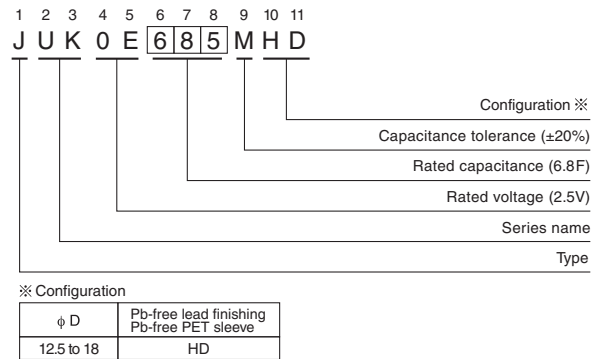 1 2 3 4 5 6 7 8 9 10 11
J U K 0 E 6 8 5 M H D
Configuration ※
Capacitance tolerance (±20%)
Rated capacitance (6.8F)
Rated voltage (2.5V)
Series name
Type
※ Configuration
φ D
Pb-free lead finishing
Pb-free PET sleeve
12.5 to 18
HD